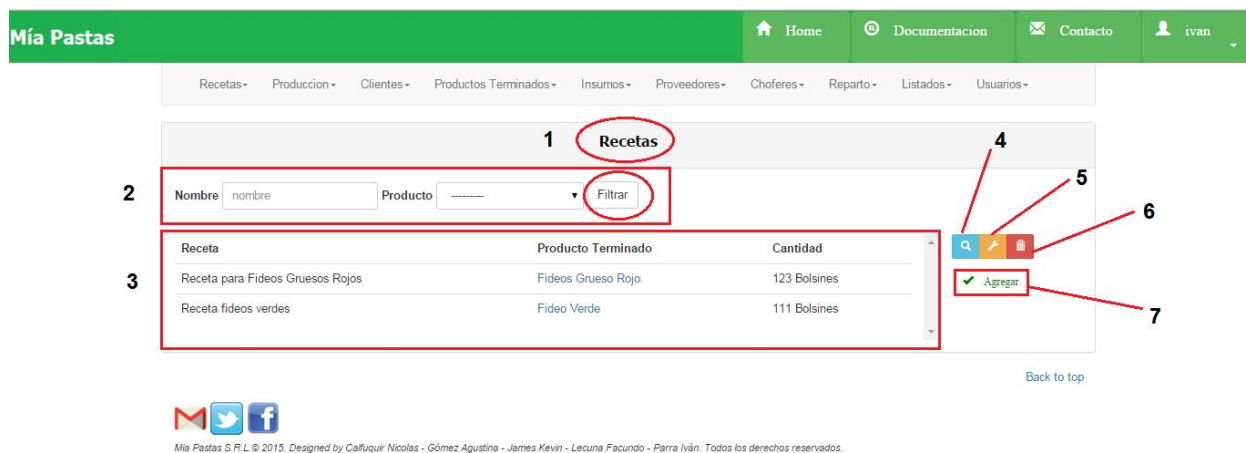 Mía Pastas Home ® Documentacion Contacto ivan
Recetas Produccion Clientes Productos Terminados Insumos Proveedores Choferes Reparto Listados Usuarios
1 Recetas 4
5
2 Nombre nombre Producto --------- Filtrar 6
Receta Producto Terminado Cantidad
3 Receta para Fideos Gruesos Rojos Fideos Grueso Rojo 123 Bolsines Agregar
Receta fideos verdes Fideo Verde 111 Bolsines 7
Back to top
Mia Pastas S.R.L.© 2015. Designed by Calfuquir Nicolas - Gómez Agustina - James Kevin - Lecuna Facundo - Parra Iván. Todos los derechos reservados.